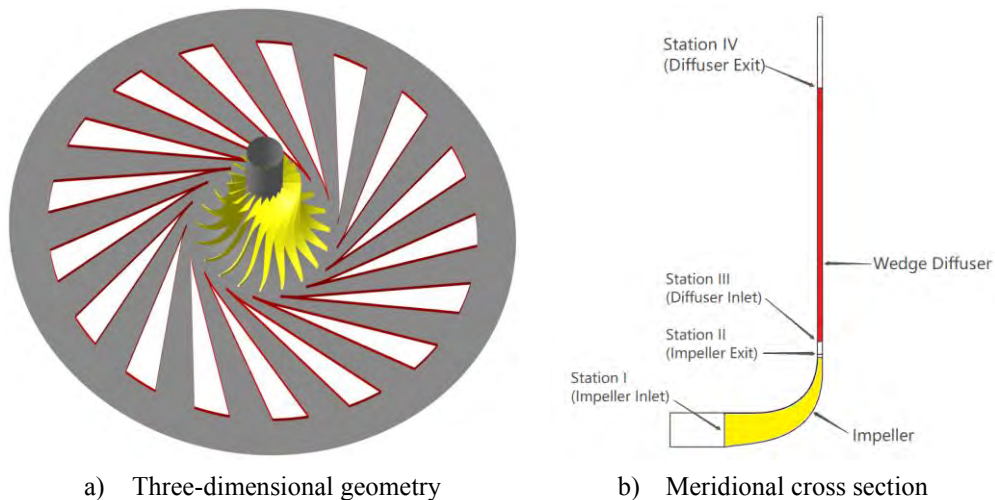 Station IV
(Diffuser Exit)
Wedge Diffuser
Station III
(Diffuser Inlet)
Station II
(Impeller Exit)
Station I
(Impeller Inlet)
Impeller
a) Three-dimensional geometry
b) Meridional cross section